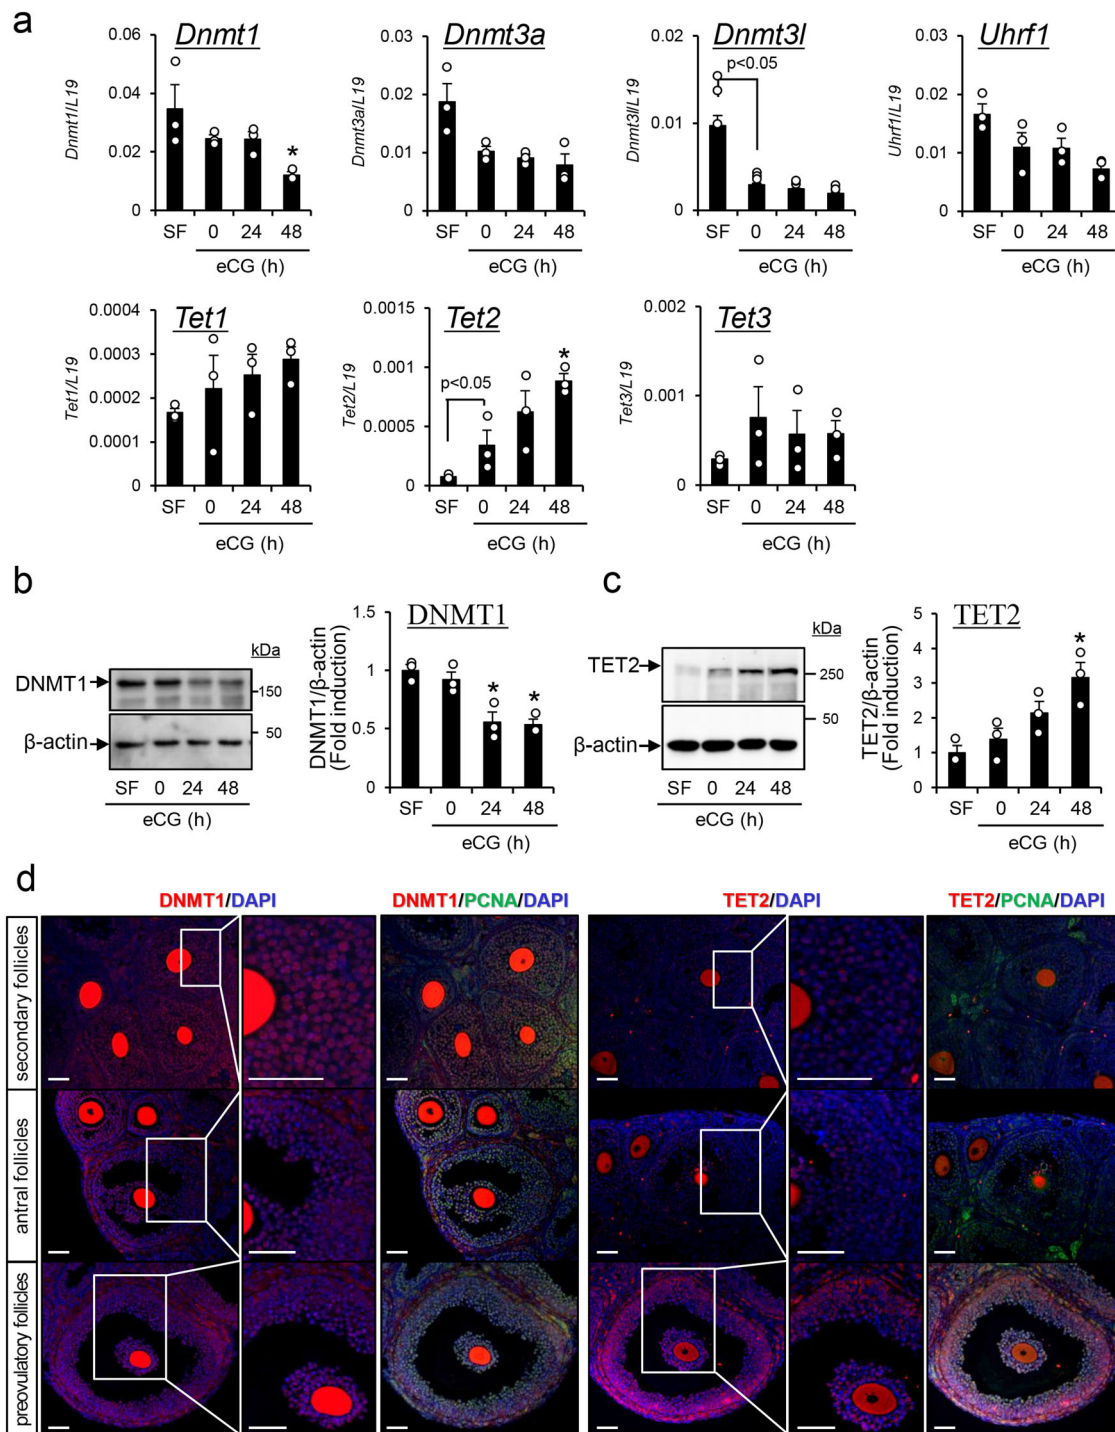 a
Dnmt1
Dnmt1/L19
0.06
0.04
0.02
0
*
SF 0 24 48
eCG (h)
Dnmt3a
Dnmt3a/L19
0.03
0.02
0.01
0
SF 0 24 48
eCG (h)
Dnmt3l
Dnmt3l/L19
0.02
0.01
0
p<0.05
SF 0 24 48
eCG (h)
Uhrf1
Uhrf1/L19
0.03
0.02
0.01
0
SF 0 24 48
eCG (h)
Tet1
Tet1/L19
0.0004
0.0003
0.0002
0.0001
0
SF 0 24 48
eCG (h)
Tet2
Tet2/L19
0.0015
0.001
0.0005
0
p<0.05
*
SF 0 24 48
eCG (h)
Tet3
Tet3/L19
0.002
0.001
0
SF 0 24 48
eCG (h)
b
kDa
DNMT1
150
50
β-actin
SF 0 24 48
eCG (h)
DNMT1
DNMT1/β-actin
(Fold induction)
1.5
1
0.5
0
* *
SF 0 24 48
eCG (h)
c
kDa
TET2
250
50
β-actin
SF 0 24 48
eCG (h)
TET2
TET2/β-actin
(Fold induction)
5
4
3
2
1
0
*
SF 0 24 48
eCG (h)
d
DNMT1/DAPI
DNMT1/PCNA/DAPI
TET2/DAPI
TET2/PCNA/DAPI
secondary follicles
antral follicles
preovulatory follicles